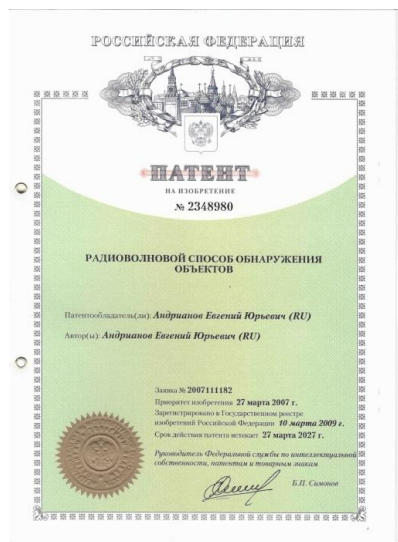 РОССИЙСКАЯ ФЕДЕРАЦИЯ
ПАТЕНТ
НА ИЗОБРЕТЕНИЕ
№ 2348980
РАДИОВОЛНОВОЙ СПОСОБ ОБНАРУЖЕНИЯ
ОБЪЕКТОВ
Патентообладатель(ли): Андрианов Евгений Юрьевич (RU)
Автор(ы): Андрианов Евгений Юрьевич (RU)
Заявка № 2007111182
Приоритет изобретения 27 марта 2007 г.
Зарегистрировано в Государственном реестре
изобретений Российской Федерации 10 марта 2009 г.
Срок действия патента истекает 27 марта 2027 г.
Руководитель Федеральной службы по интеллектуальной
собственности, патентам и товарным знакам
Б.П. Симонов